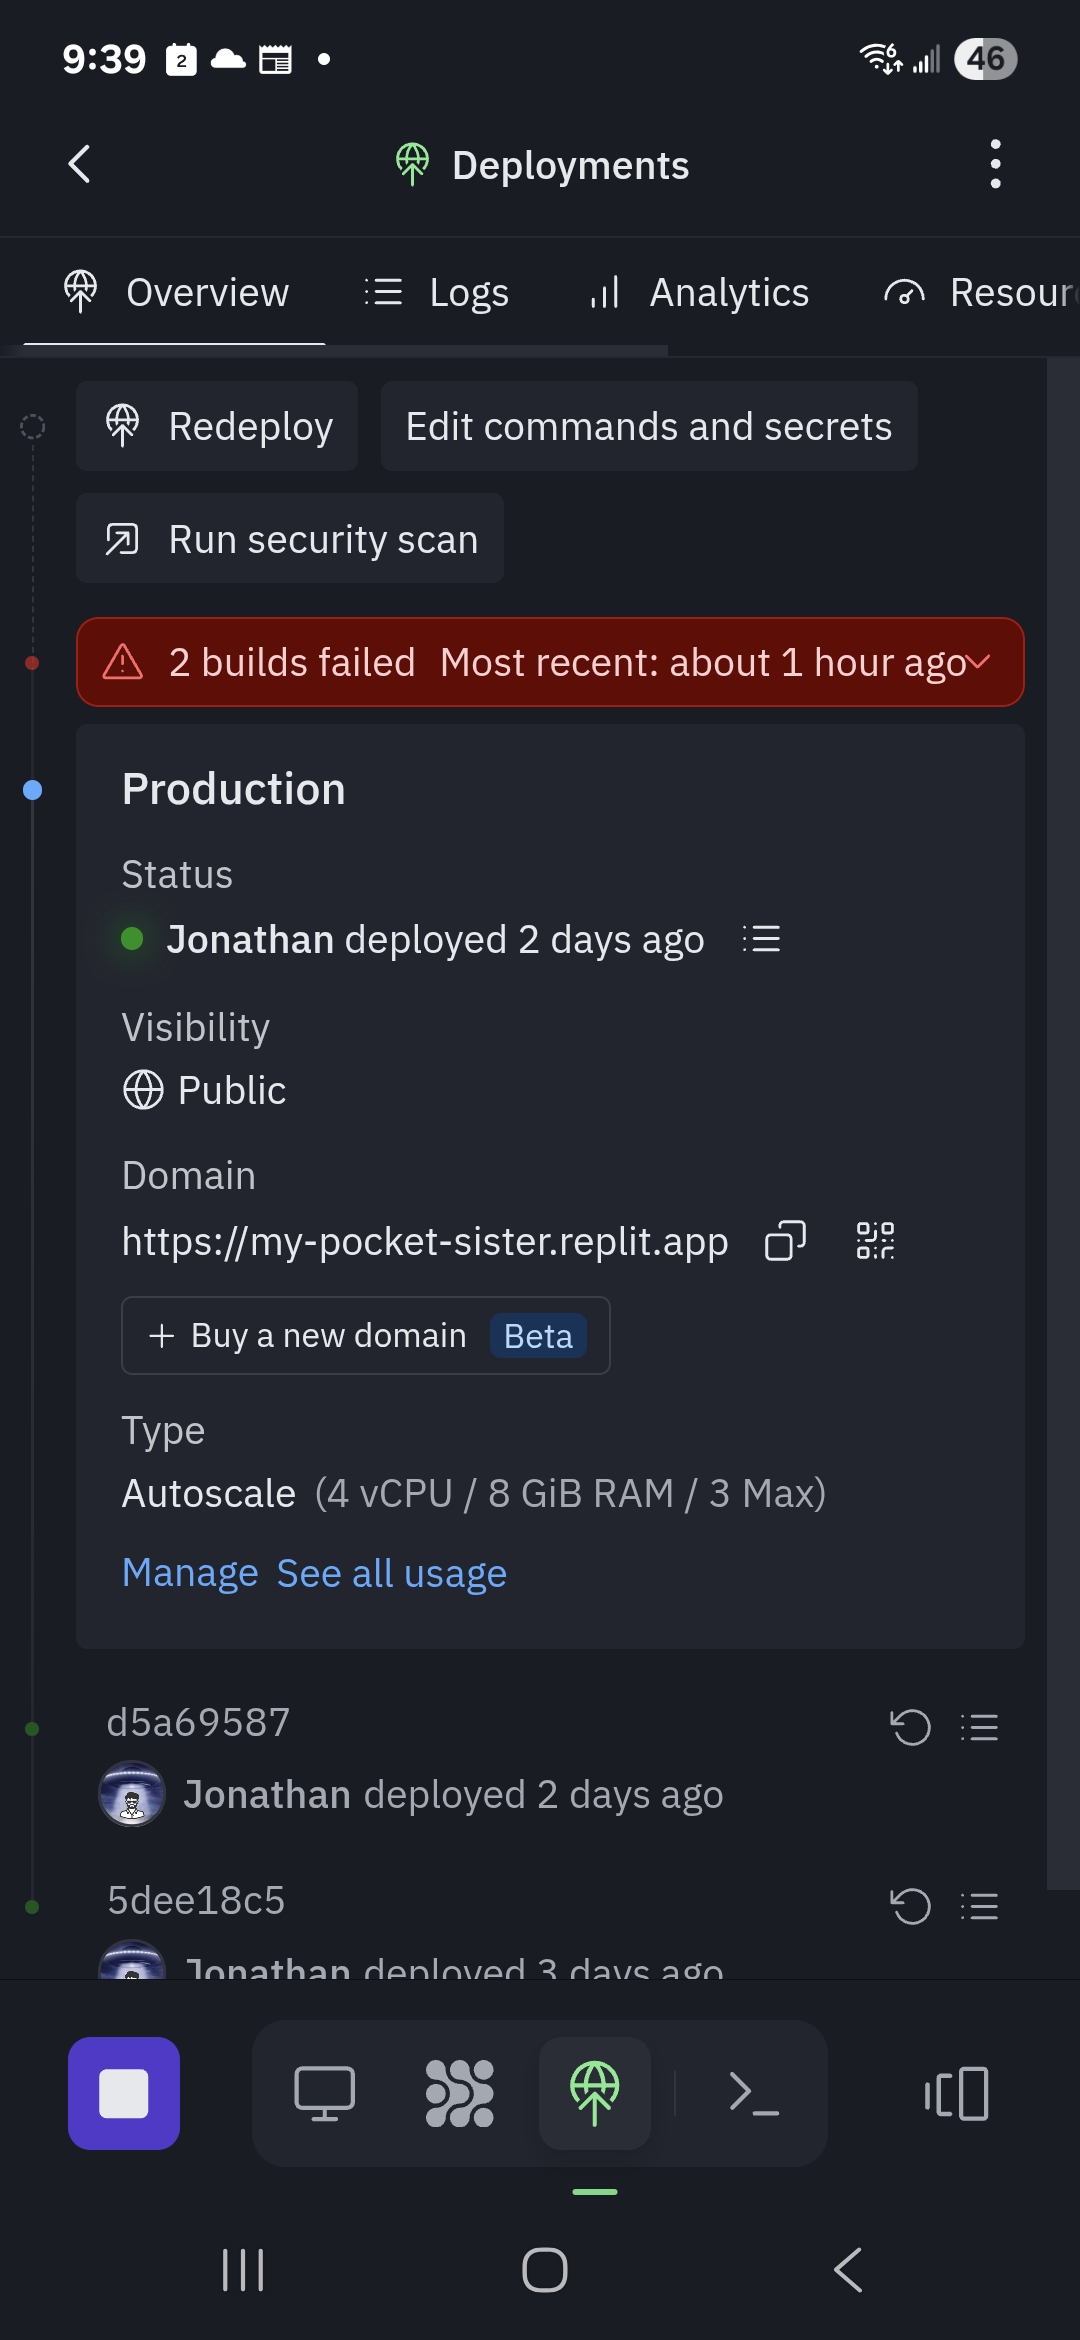 9:39 2 6 46
Deployments
Overview Logs Analytics Resour
Redeploy Edit commands and secrets
Run security scan
2 builds failed Most recent: about 1 hour ago
Production
Status
Jonathan deployed 2 days ago
Visibility
Public
Domain
https://my-pocket-sister.replit.app
+ Buy a new domain Beta
Type
Autoscale (4 vCPU / 8 GiB RAM / 3 Max)
Manage See all usage
d5a69587
Jonathan deployed 2 days ago
5dee18c5
Jonathan deployed 3 days ago